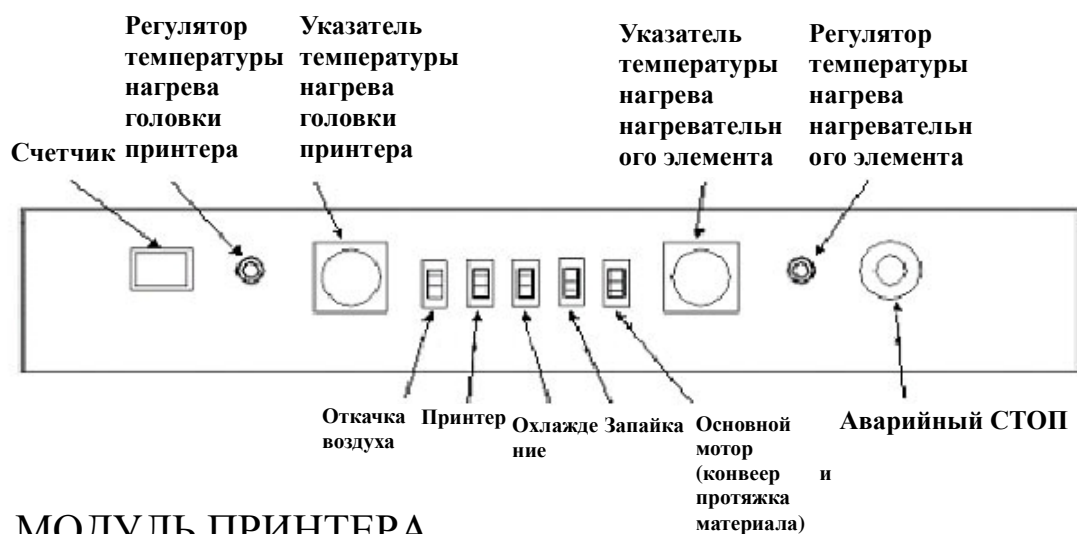 Счетчик
Регулятор
температуры
нагрева
головки
принтера
Указатель
температуры
нагрева
головки
принтера
Указатель
температуры
нагрева
нагревательн
ого элемента
Регулятор
температуры
нагрева
нагревательн
ого элемента
Откачка
воздуха
Принтер
Охлажде
ние
Запайка
Основной
мотор
(конвеер и
протяжка
материала)
Аварийный СТОП
МОДУЛЬ ПРИНТЕРА